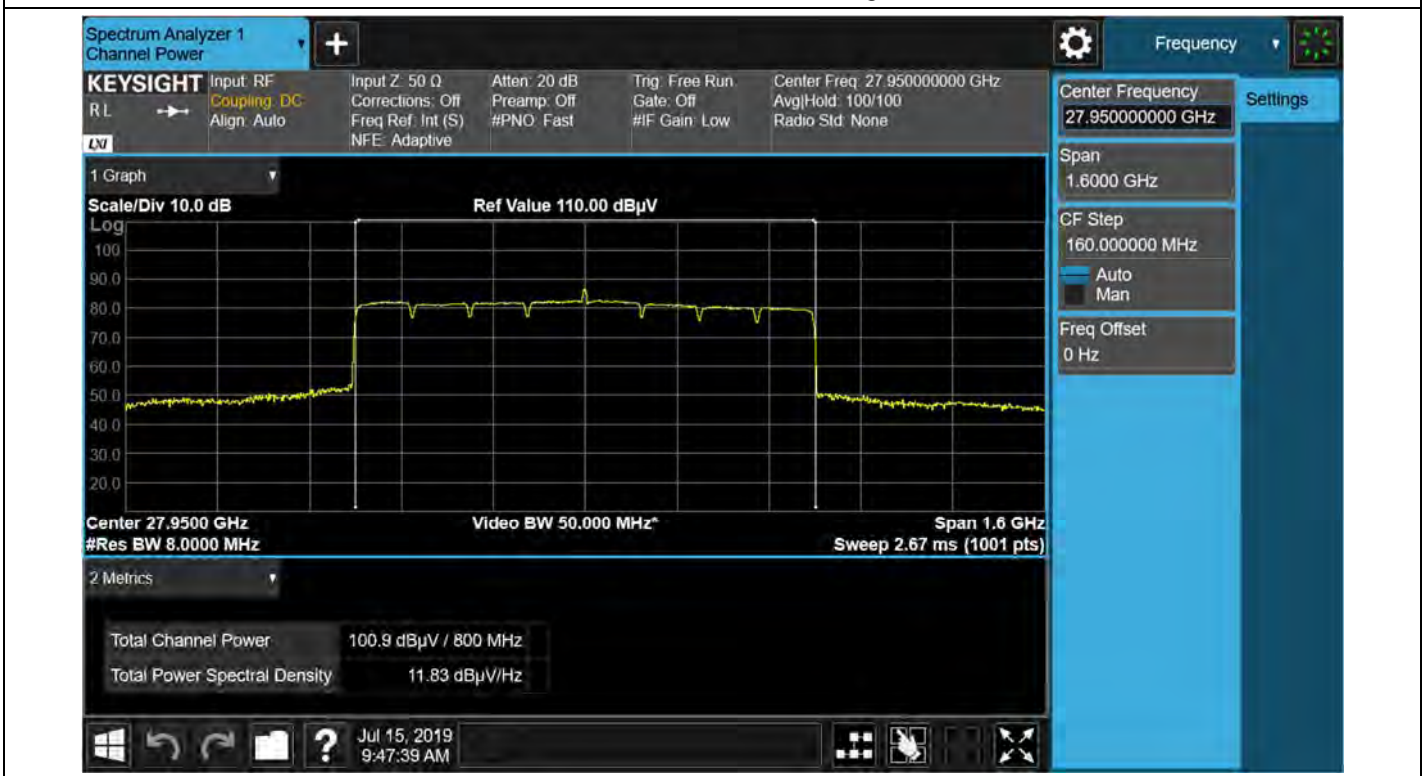 Spectrum Analyzer 1
Channel Power
+
Frequency
KEYSIGHT
R L
LXI
Input: RF
Coupling: DC
Align: Auto
Input Z: 50 Ω
Corrections: Off
Freq Ref: Int (S)
NFE: Adaptive
Atten: 20 dB
Preamp: Off
#PNO: Fast
Trig: Free Run
Gate: Off
#IF Gain: Low
Center Freq: 27.950000000 GHz
Avg|Hold: 100/100
Radio Std: None
Center Frequency
27.950000000 GHz
Settings
Span
1.6000 GHz
CF Step
160.000000 MHz
Auto
Man
Freq Offset
0 Hz
1 Graph
Scale/Div 10.0 dB
Ref Value 110.00 dBµV
Log
100
90.0
80.0
70.0
60.0
50.0
40.0
30.0
20.0
Center 27.9500 GHz
Video BW 50.000 MHz*
Span 1.6 GHz
#Res BW 8.0000 MHz
Sweep 2.67 ms (1001 pts)
2 Metrics
Total Channel Power 100.9 dBµV / 800 MHz
Total Power Spectral Density 11.83 dBµV/Hz
?
Jul 15, 2019
9:47:39 AM